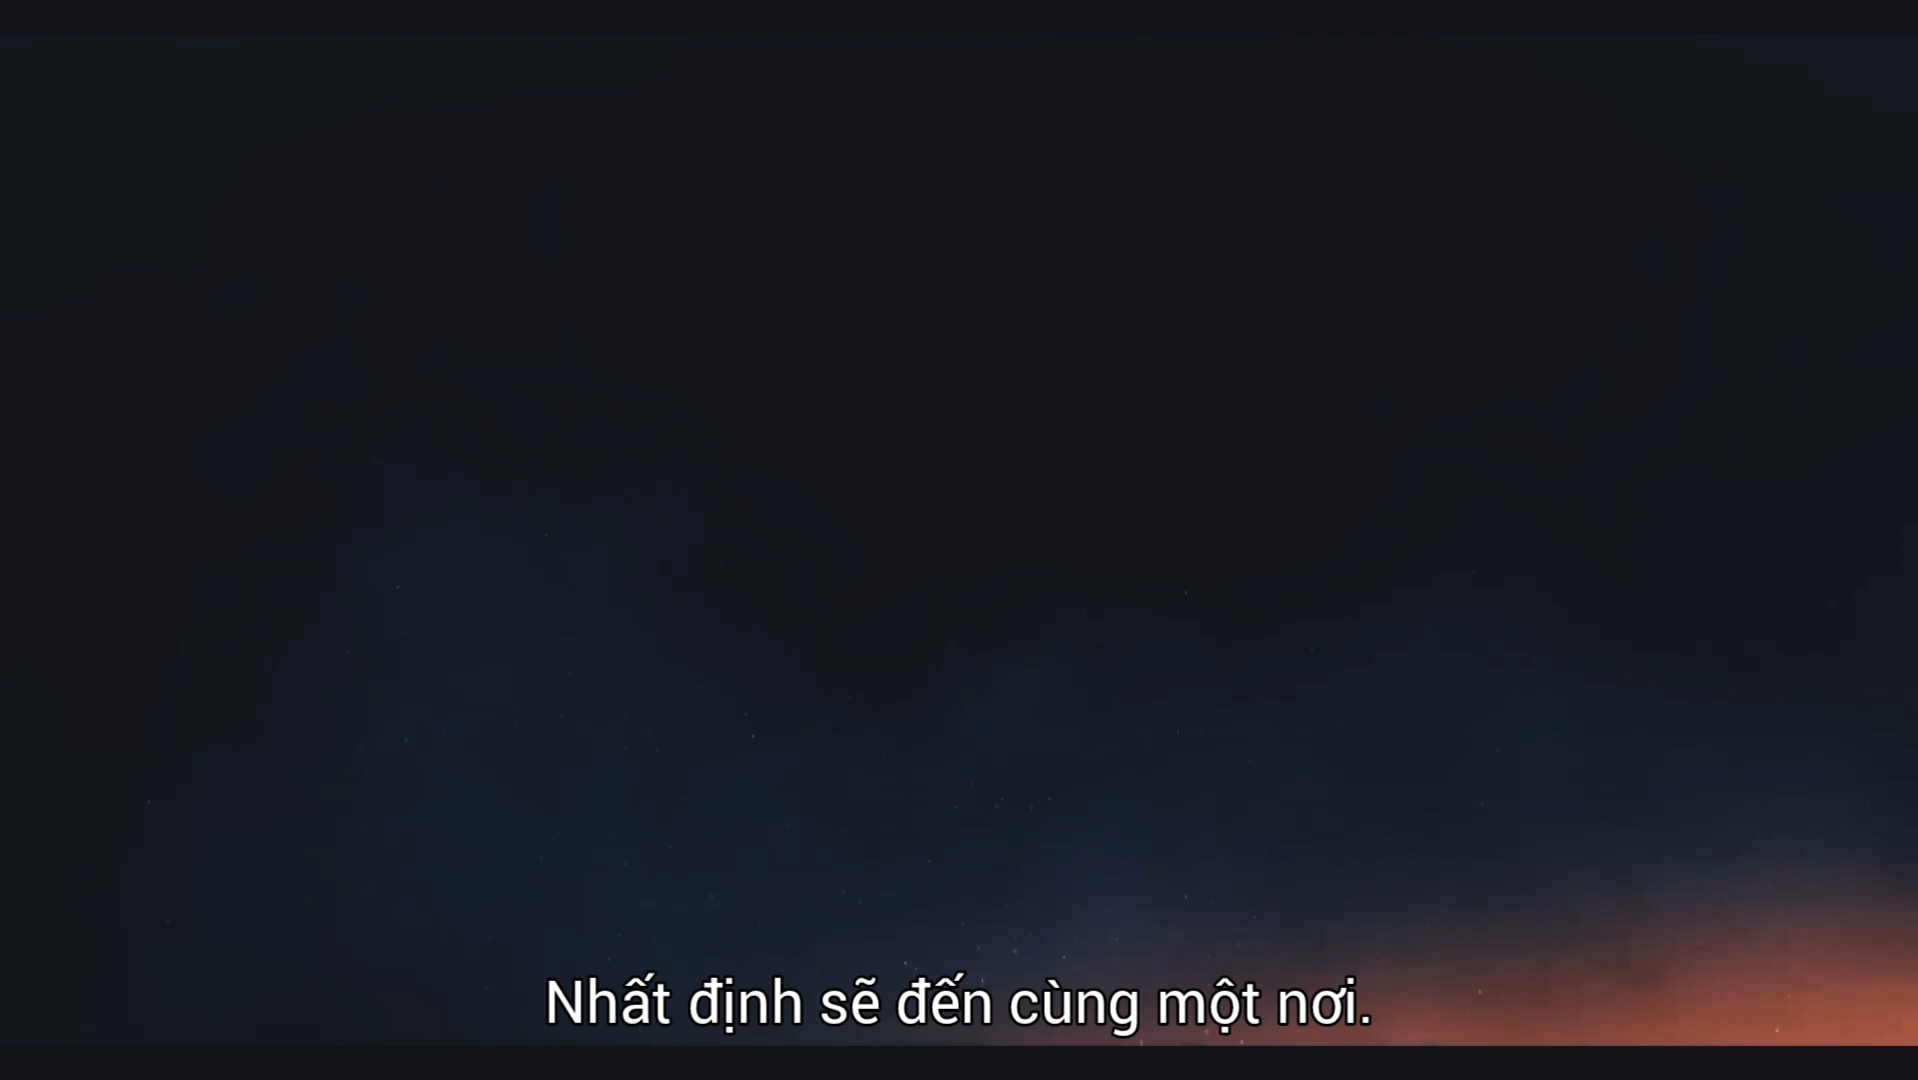 Nhất định sẽ đến cùng một nơi.